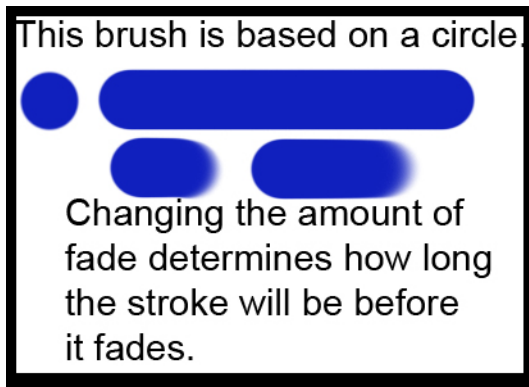 This brush is based on a circle.
Changing the amount of
fade determines how long
the stroke will be before
it fades.